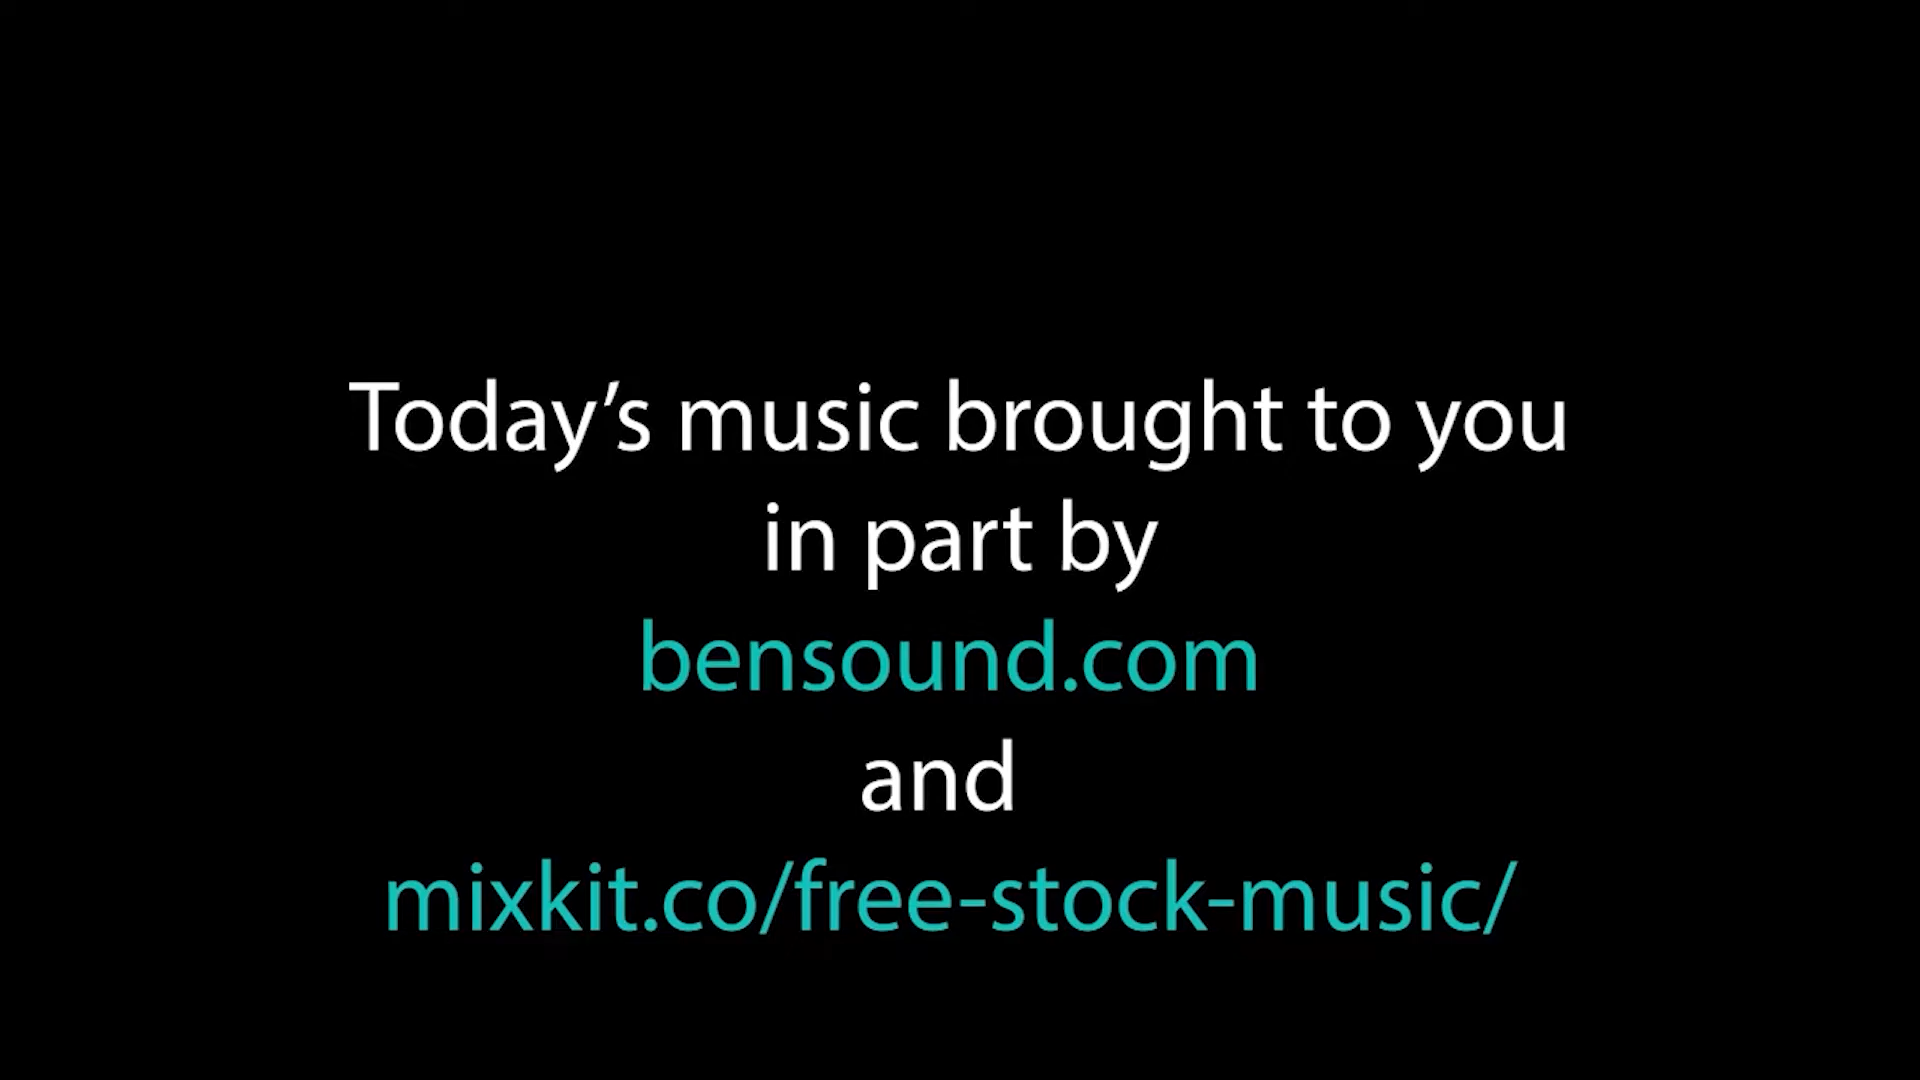 Today’s music brought to you
in part by
bensound.com
and
mixkit.co/free-stock-music/